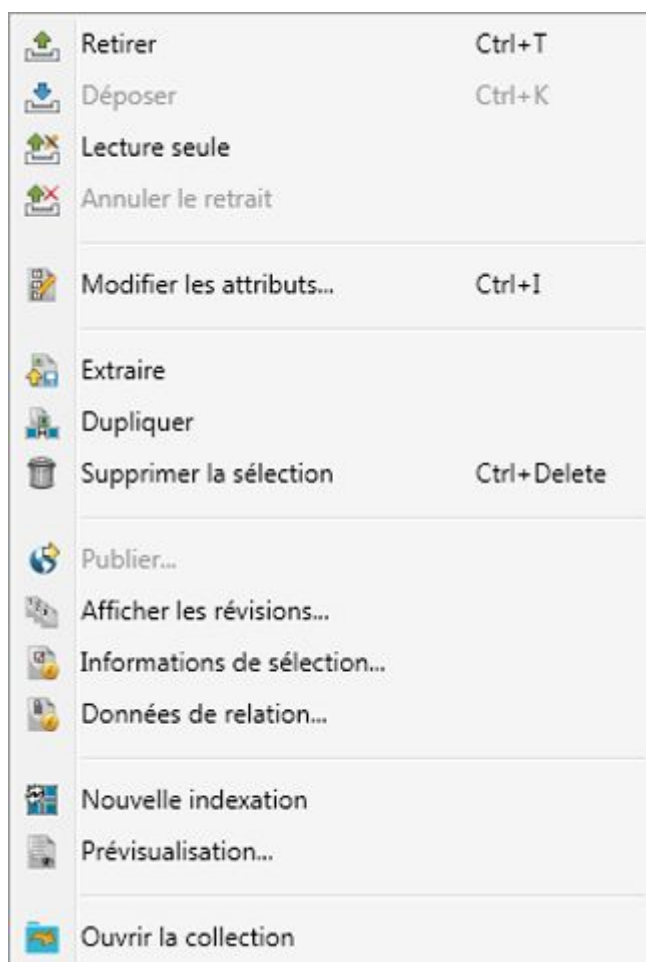 Retirer Ctrl+T
Déposer Ctrl+K
Lecture seule
Annuler le retrait
Modifier les attributs... Ctrl+I
Extraire
Dupliquer
Supprimer la sélection Ctrl+Delete
Publier...
Afficher les révisions...
Informations de sélection...
Données de relation...
Nouvelle indexation
Prévisualisation...
Ouvrir la collection